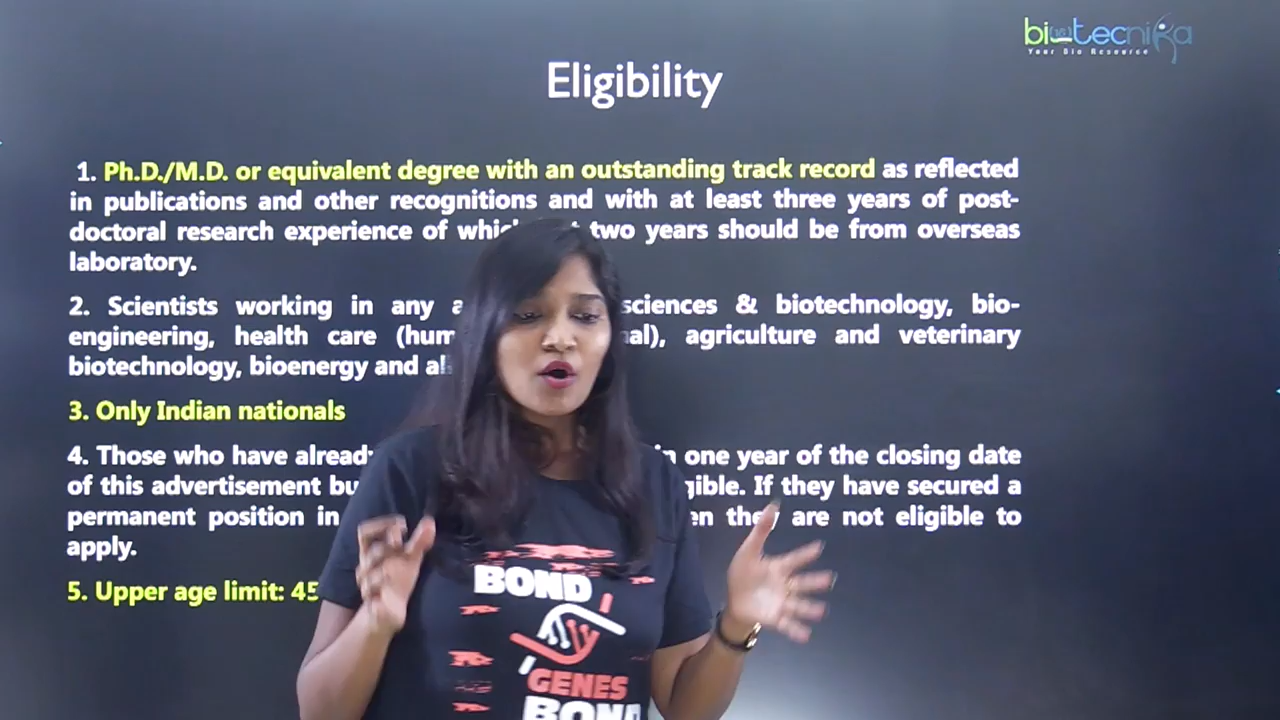 biotecnika
Your Bio Resource
Eligibility
1. Ph.D./M.D. or equivalent degree with an outstanding track record as reflected
in publications and other recognitions and with at least three years of post-
doctoral research experience of which two years should be from overseas
laboratory.
2. Scientists working in any sciences & biotechnology, bio-
engineering, health care agriculture and veterinary
biotechnology, bioenergy and
3. Only Indian nationals
4. Those who have already one year of the closing date
of this advertisement If they have secured a
permanent position in they are not eligible to
apply.
5. Upper age limit: 45
BOND
GENES
BOND